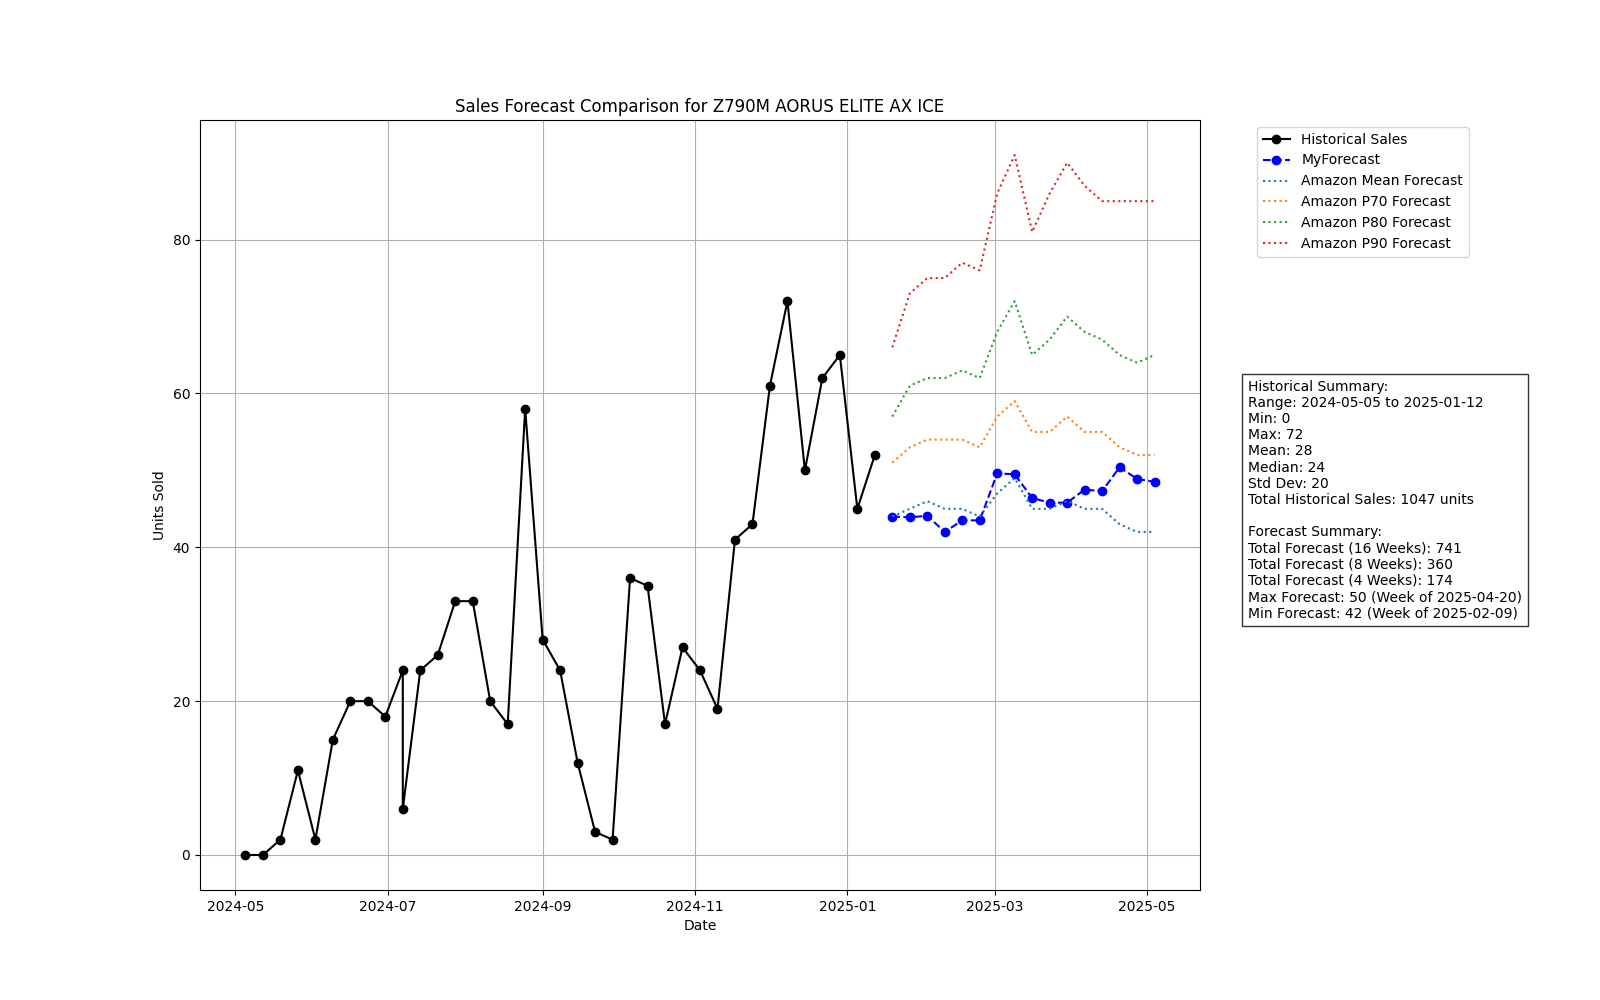 Sales Forecast Comparison for Z790M AORUS ELITE AX ICE
Units Sold
80
60
40
20
0
2024-05
2024-07
2024-09
2024-11
2025-01
2025-03
2025-05
Date
Historical Sales
MyForecast
Amazon Mean Forecast
Amazon P70 Forecast
Amazon P80 Forecast
Amazon P90 Forecast
Historical Summary:
Range: 2024-05-05 to 2025-01-12
Min: 0
Max: 72
Mean: 28
Median: 24
Std Dev: 20
Total Historical Sales: 1047 units
Forecast Summary:
Total Forecast (16 Weeks): 741
Total Forecast (8 Weeks): 360
Total Forecast (4 Weeks): 174
Max Forecast: 50 (Week of 2025-04-20)
Min Forecast: 42 (Week of 2025-02-09)